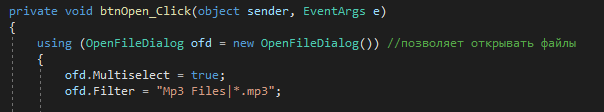 private void btnOpen_Click(object sender, EventArgs e)
{
using (OpenFileDialog ofd = new OpenFileDialog()) //позволяет открывать файлы
{
ofd.Multiselect = true;
ofd.Filter = "Mp3 Files|*.mp3";